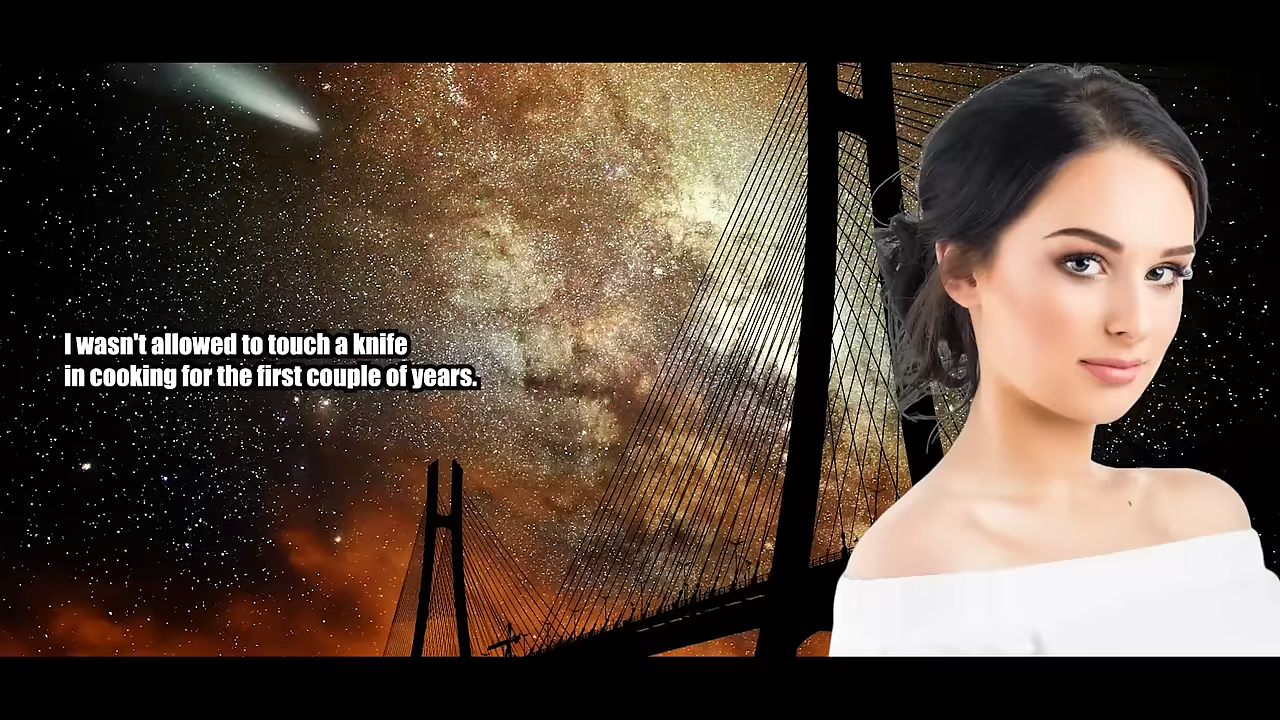 I wasn't allowed to touch a knife
in cooking for the first couple of years.